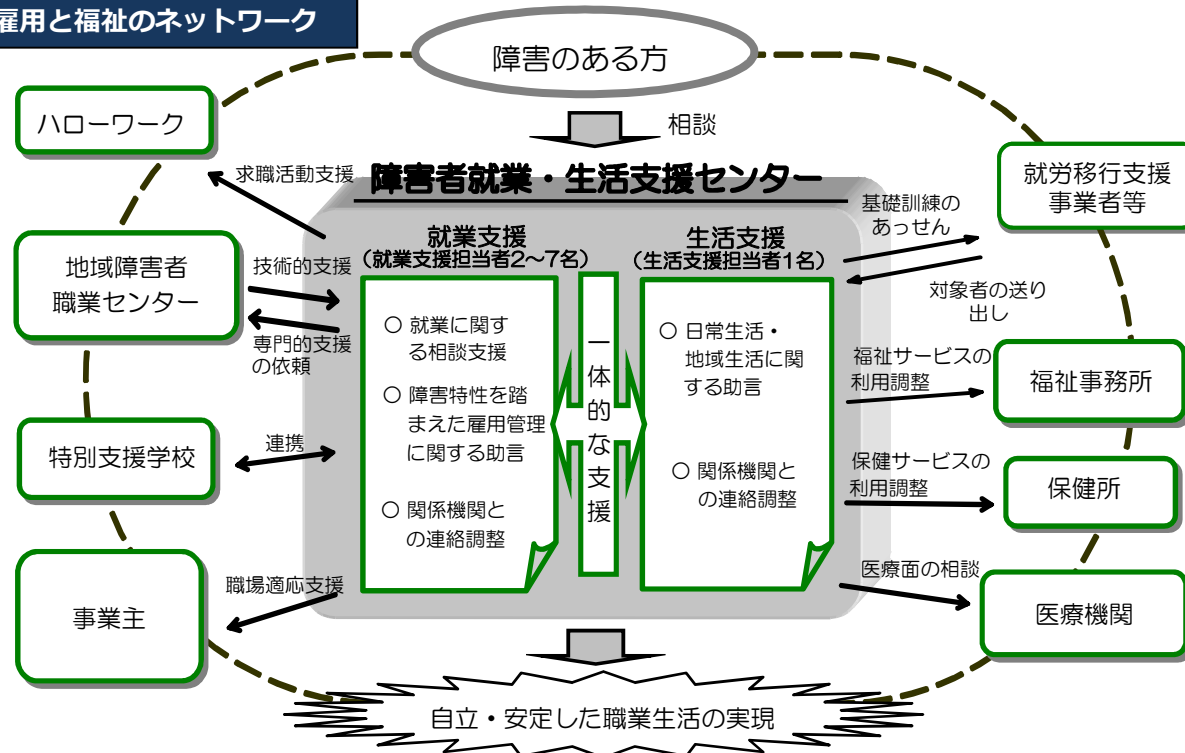 雇用と福祉のネットワーク
障害のある方
相談
ハローワーク
求職活動支援
障害者就業・生活支援センター
就労移行支援
事業者等
基礎訓練の
あっせん
対象者の送り
出し
地域障害者
職業センター
技術的支援
専門的支援
の依頼
就業支援
(就業支援担当者2~7名)
○ 就業に関す
る相談支援
○ 障害特性を踏
まえた雇用管理
に関する助言
○ 関係機関と
の連絡調整
一体的な支援
生活支援
(生活支援担当者1名)
○ 日常生活・
地域生活に関
する助言
○ 関係機関と
の連絡調整
福祉サービスの
利用調整
福祉事務所
特別支援学校
連携
保健サービスの
利用調整
保健所
事業主
職場適応支援
医療面の相談
医療機関
自立・安定した職業生活の実現